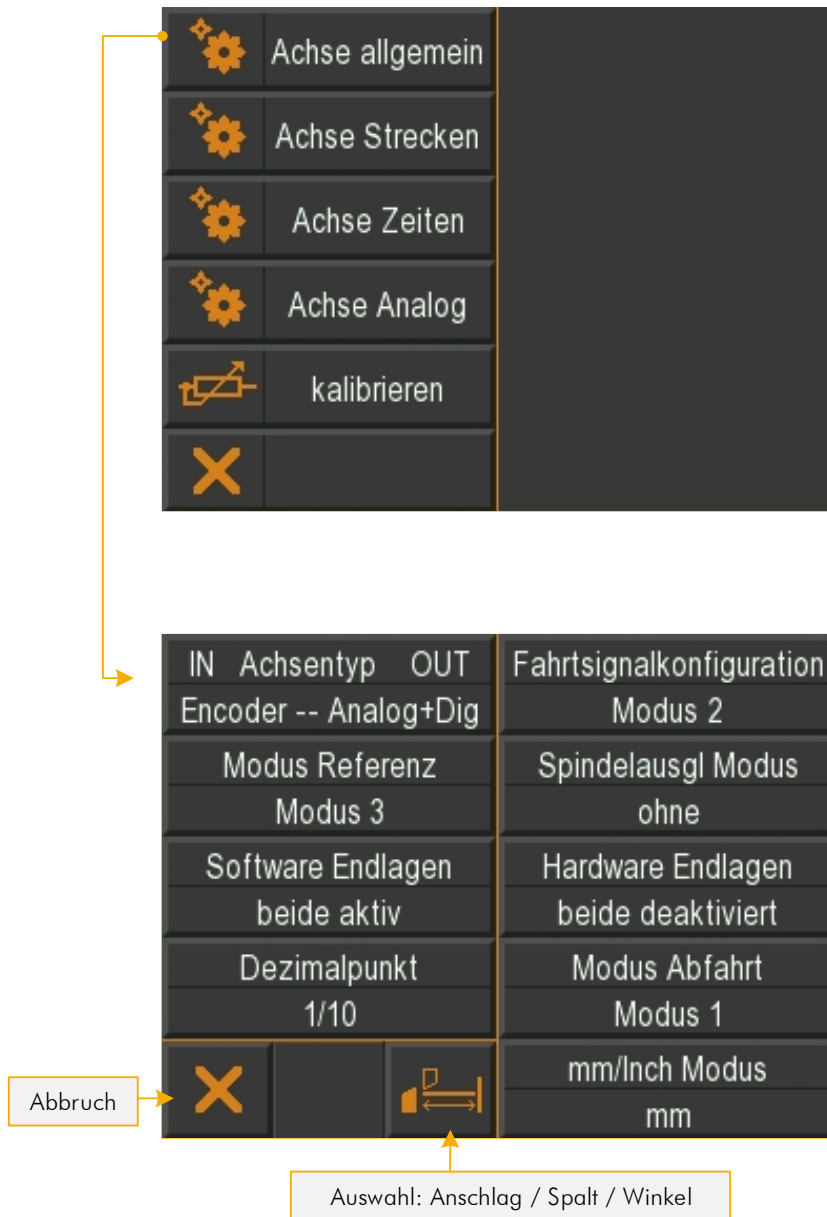 Achse allgemein
Achse Strecken
Achse Zeiten
Achse Analog
kalibrieren
IN Achsentyp OUT
Encoder -- Analog+Dig
Fahrtsignalkonfiguration
Modus 2
Modus Referenz
Modus 3
Spindelausgl Modus
ohne
Software Endlagen
beide aktiv
Hardware Endlagen
beide deaktiviert
Dezimalpunkt
1/10
Modus Abfahrt
Modus 1
mm/Inch Modus
mm
Abbruch
Auswahl: Anschlag / Spalt / Winkel